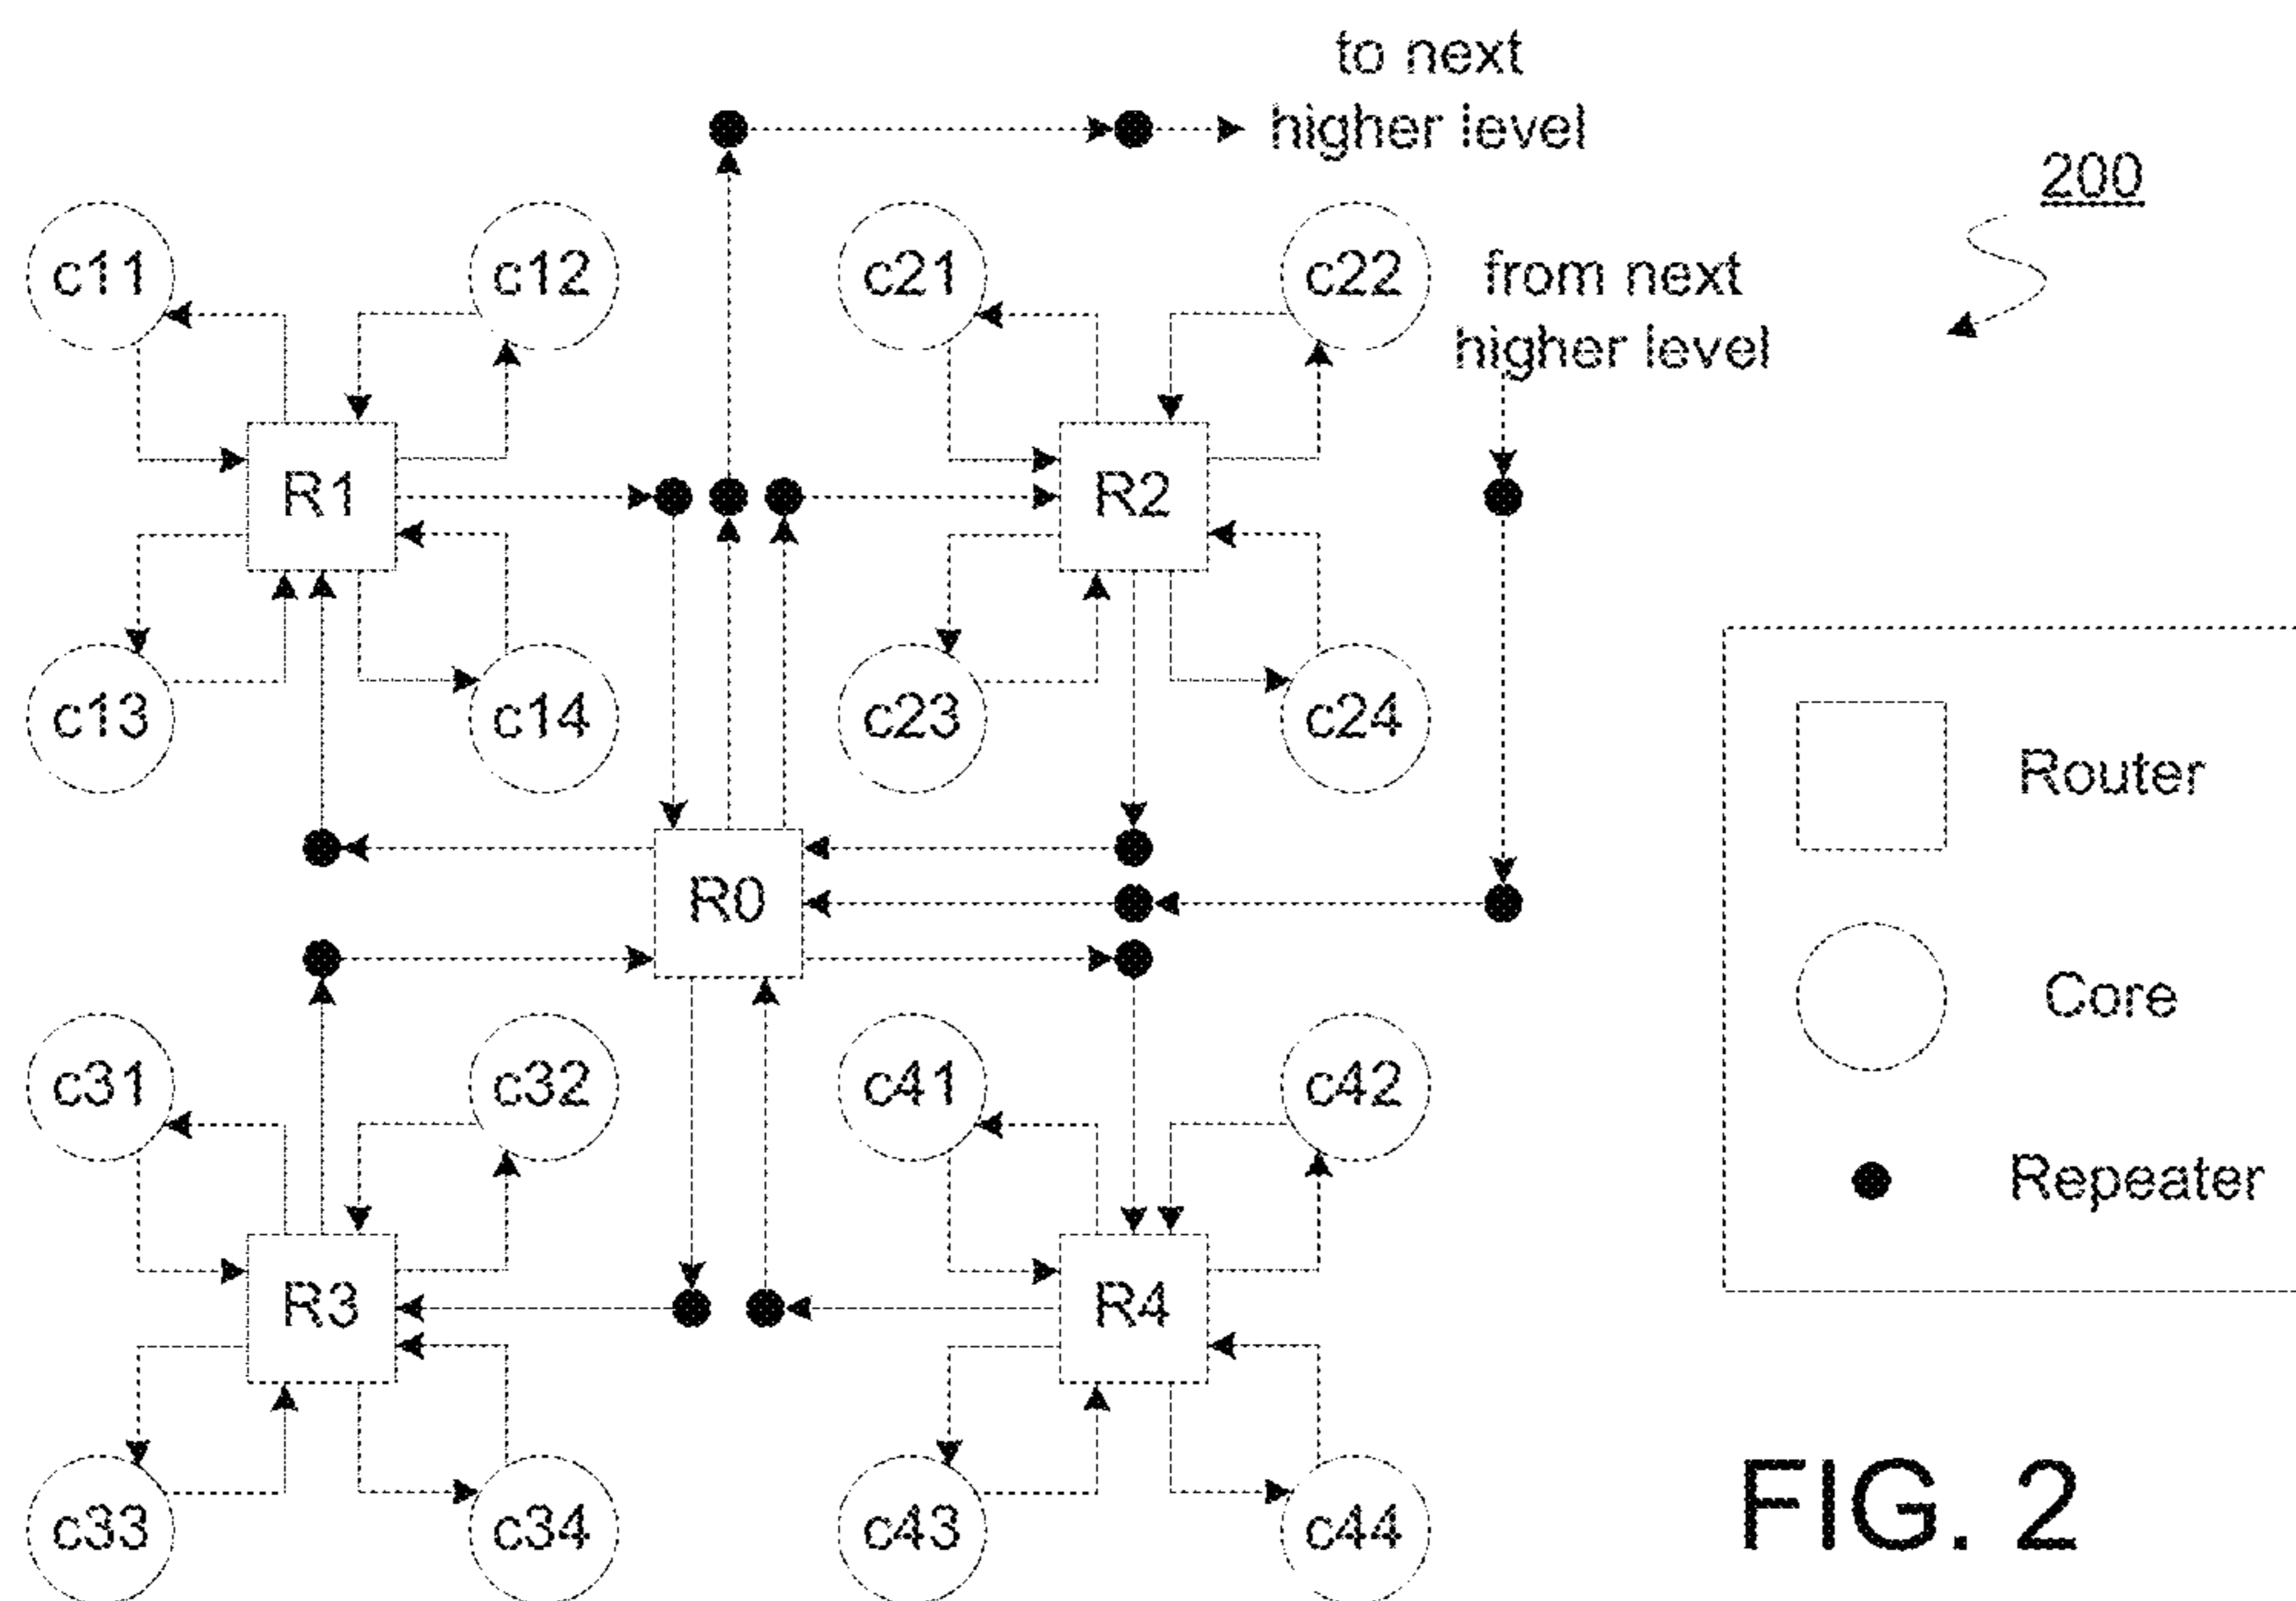 to next
higher level
200
c11
c12
c21
c22
from next
higher level
R1
R2
c13
c14
c23
c24
Router
R0
Core
c31
c32
c41
c42
Repeater
R3
R4
c33
c34
c43
c44
FIG. 2